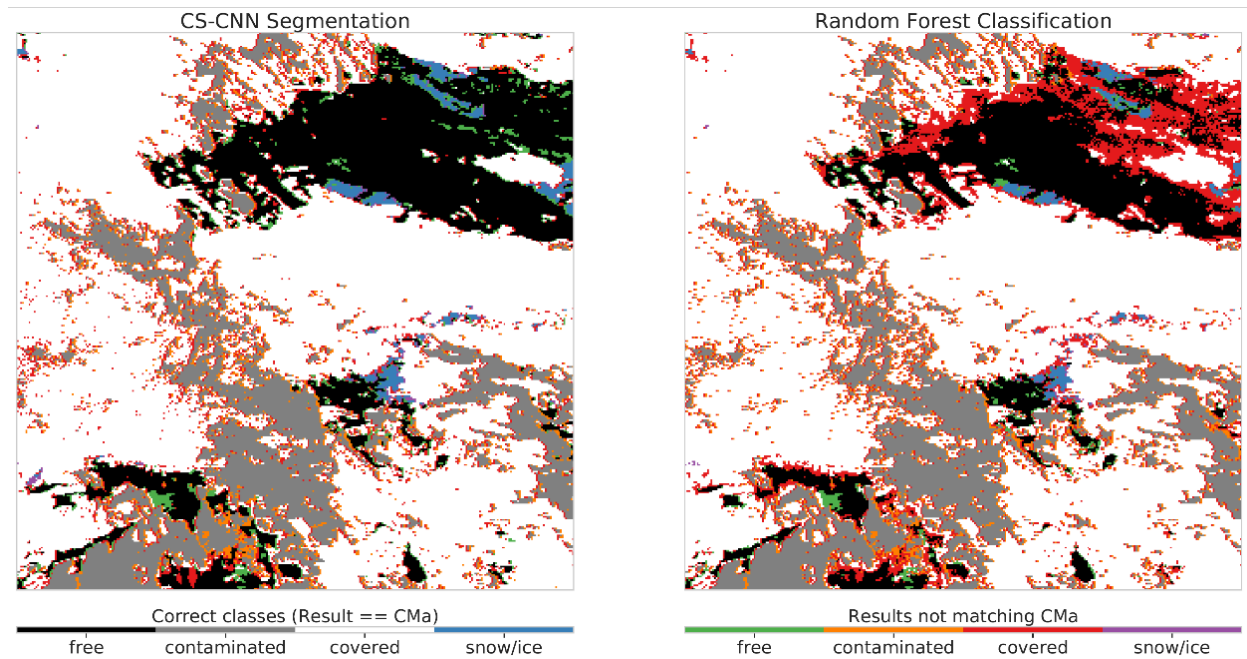 CS-CNN Segmentation
Random Forest Classification
Correct classes (Result == CMa)
free contaminated covered snow/ice
Results not matching CMa
free contaminated covered snow/ice